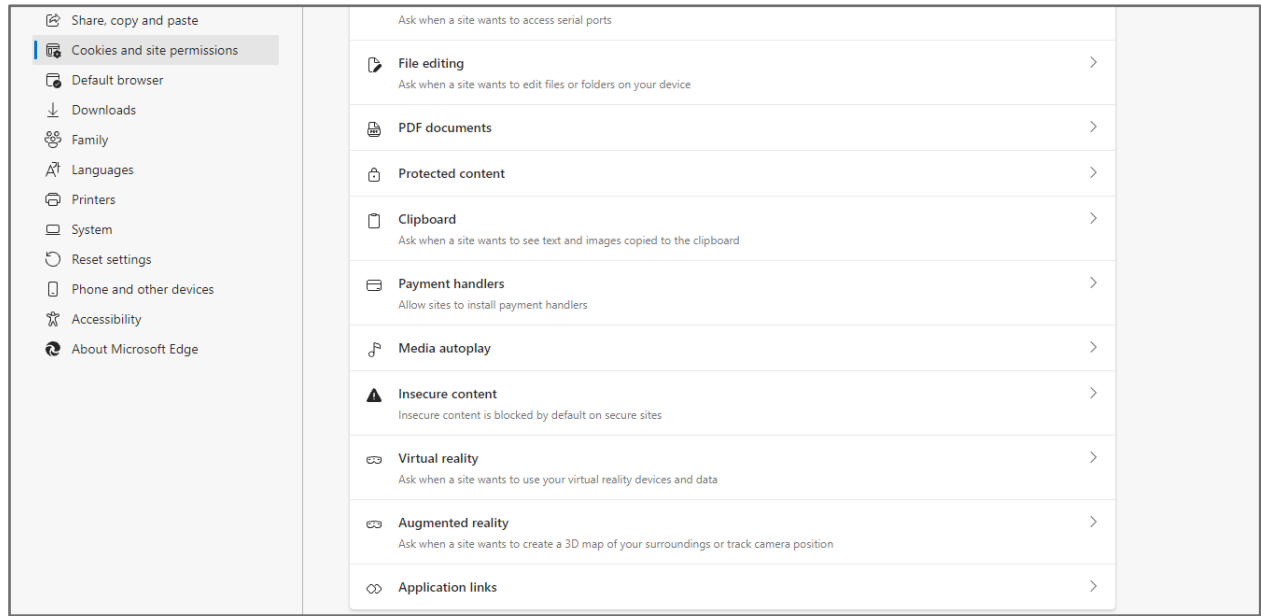 Share, copy and paste
Cookies and site permissions
Default browser
Downloads
Family
Languages
Printers
System
Reset settings
Phone and other devices
Accessibility
About Microsoft Edge
Ask when a site wants to access serial ports
File editing
Ask when a site wants to edit files or folders on your device
PDF documents
Protected content
Clipboard
Ask when a site wants to see text and images copied to the clipboard
Payment handlers
Allow sites to install payment handlers
Media autoplay
Insecure content
Insecure content is blocked by default on secure sites
Virtual reality
Ask when a site wants to use your virtual reality devices and data
Augmented reality
Ask when a site wants to create a 3D map of your surroundings or track camera position
Application links